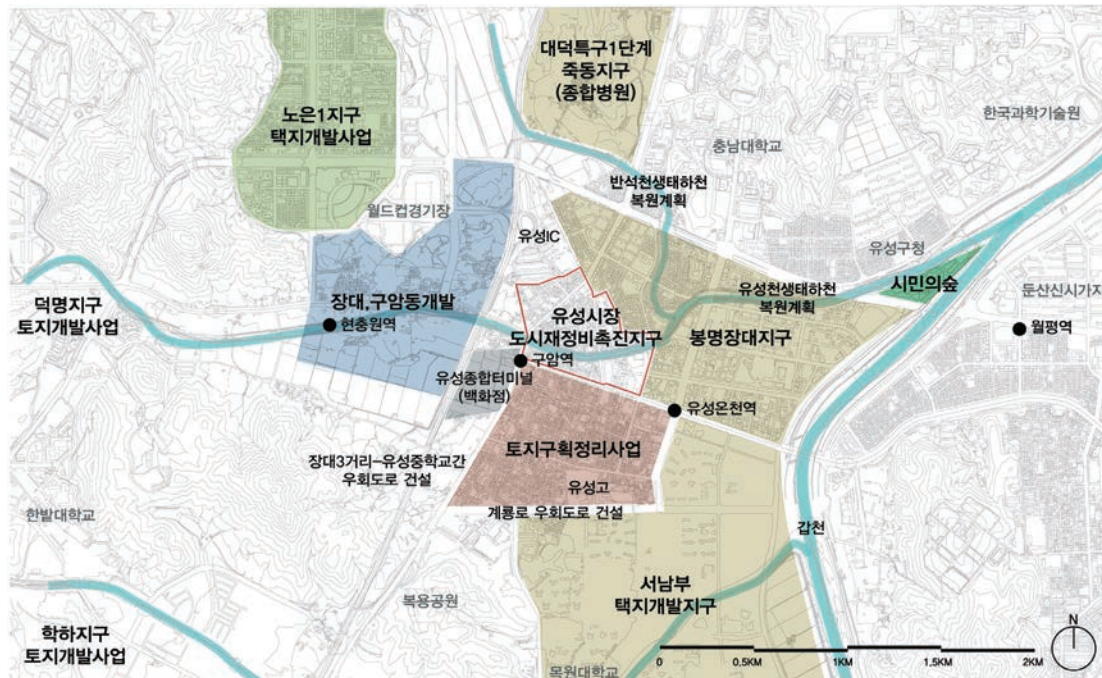 대덕특구1단계
죽동지구
(종합병원)
노은1지구
택지개발사업
한국과학기술원
충남대학교
반석천생태하천
복원계획
월드컵경기장
유성IC
유성구청
시민의숲
둔산신시가지
덕명지구
토지개발사업
장대,구암동개발
현충원역
유성시장
도시재정비촉진지구
유성천생태하천
복원계획
봉명장대지구
월평역
구암역
유성종합터미널
(백화점)
유성온천역
토지구획정리사업
장대3거리-유성중학교간
우회도로 건설
유성고
계룡로 우회도로 건설
한밭대학교
갑천
서남부
택지개발지구
복용공원
학하지구
토지개발사업
목원대학교
N
0 0.5KM 1KM 1.5KM 2KM